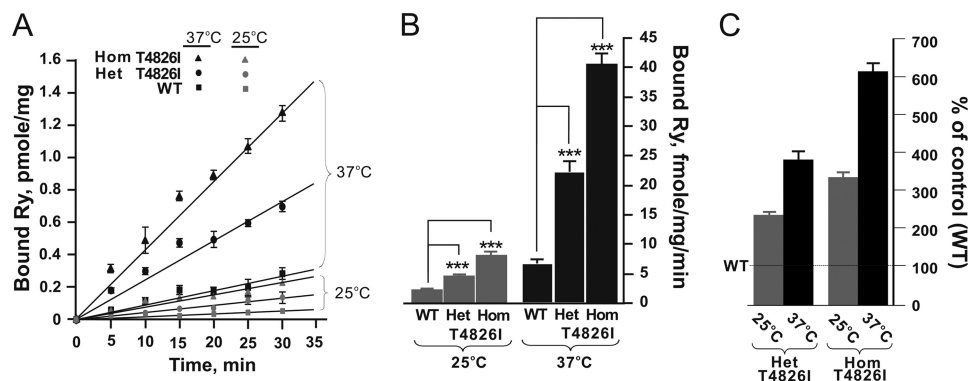 A
37°C 25°C
Hom T4826I
Het T4826I
WT
Bound Ry, pmole/mg
1.6
1.4
1.2
1.0
0.8
0.6
0.4
0.2
0
0 5 10 15 20 25 30 35
Time, min
37°C
25°C
B
WT Het Hom
T4826I
25°C
WT Het Hom
T4826I
37°C
***
***
***
***
45
40
35
30
25
20
15
10
5
0
Bound Ry, fmole/mg/min
C
WT
700
600
500
400
300
200
100
0
% of control (WT)
25°C 37°C 25°C 37°C
Het Hom
T4826I T4826I